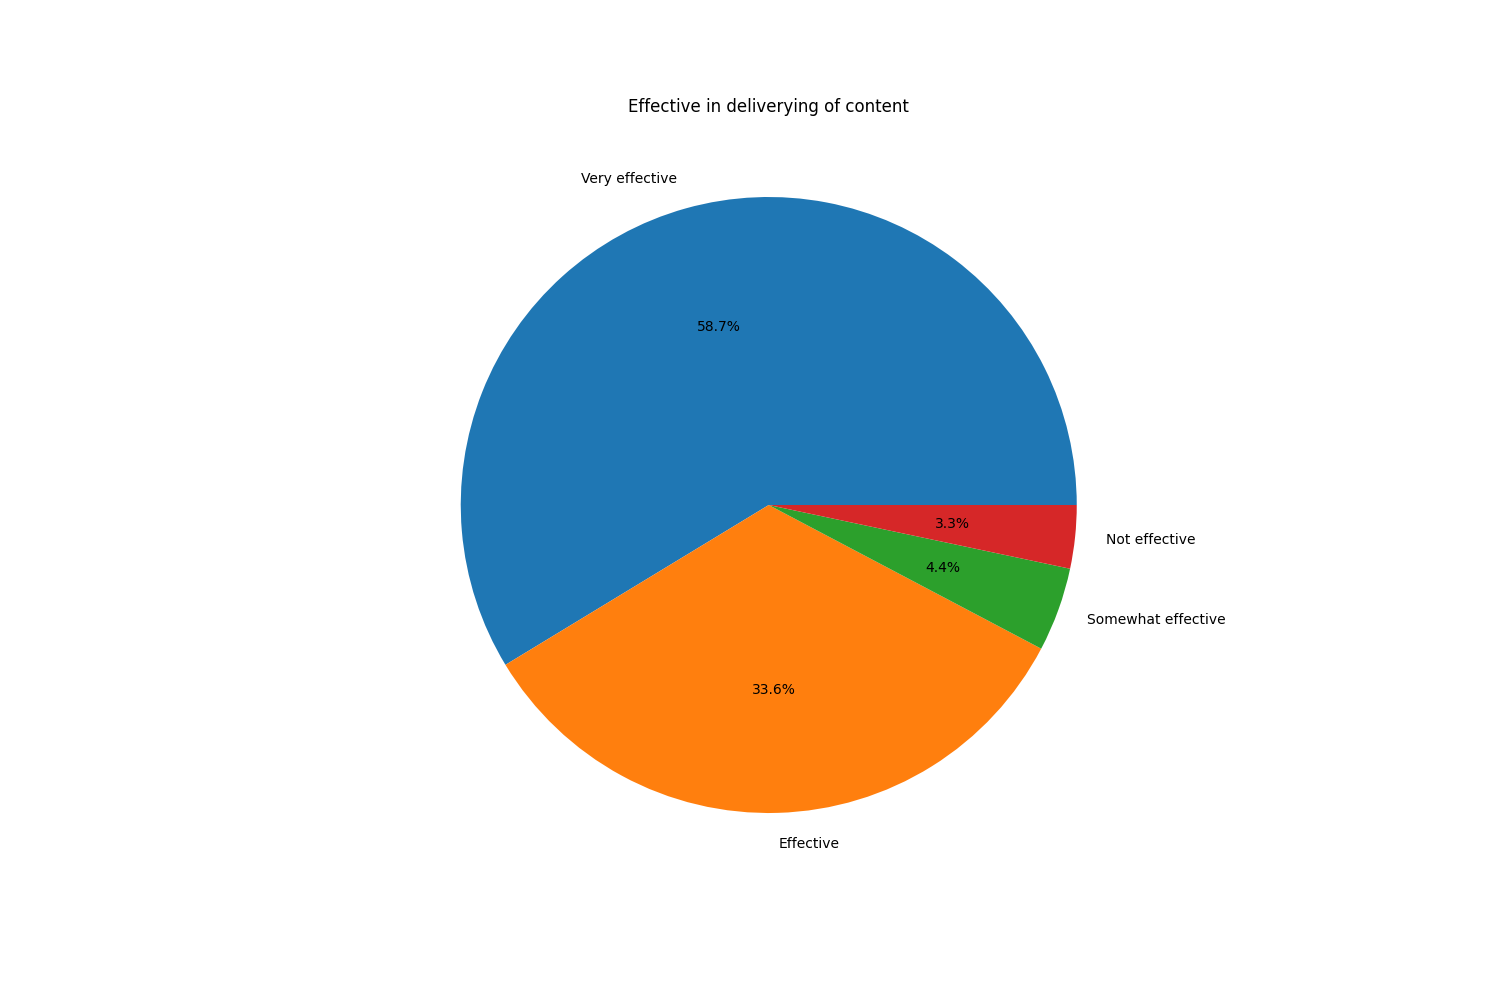 Effective in deliverying of content
Very effective
58.7%
3.3%
Not effective
4.4%
Somewhat effective
33.6%
Effective